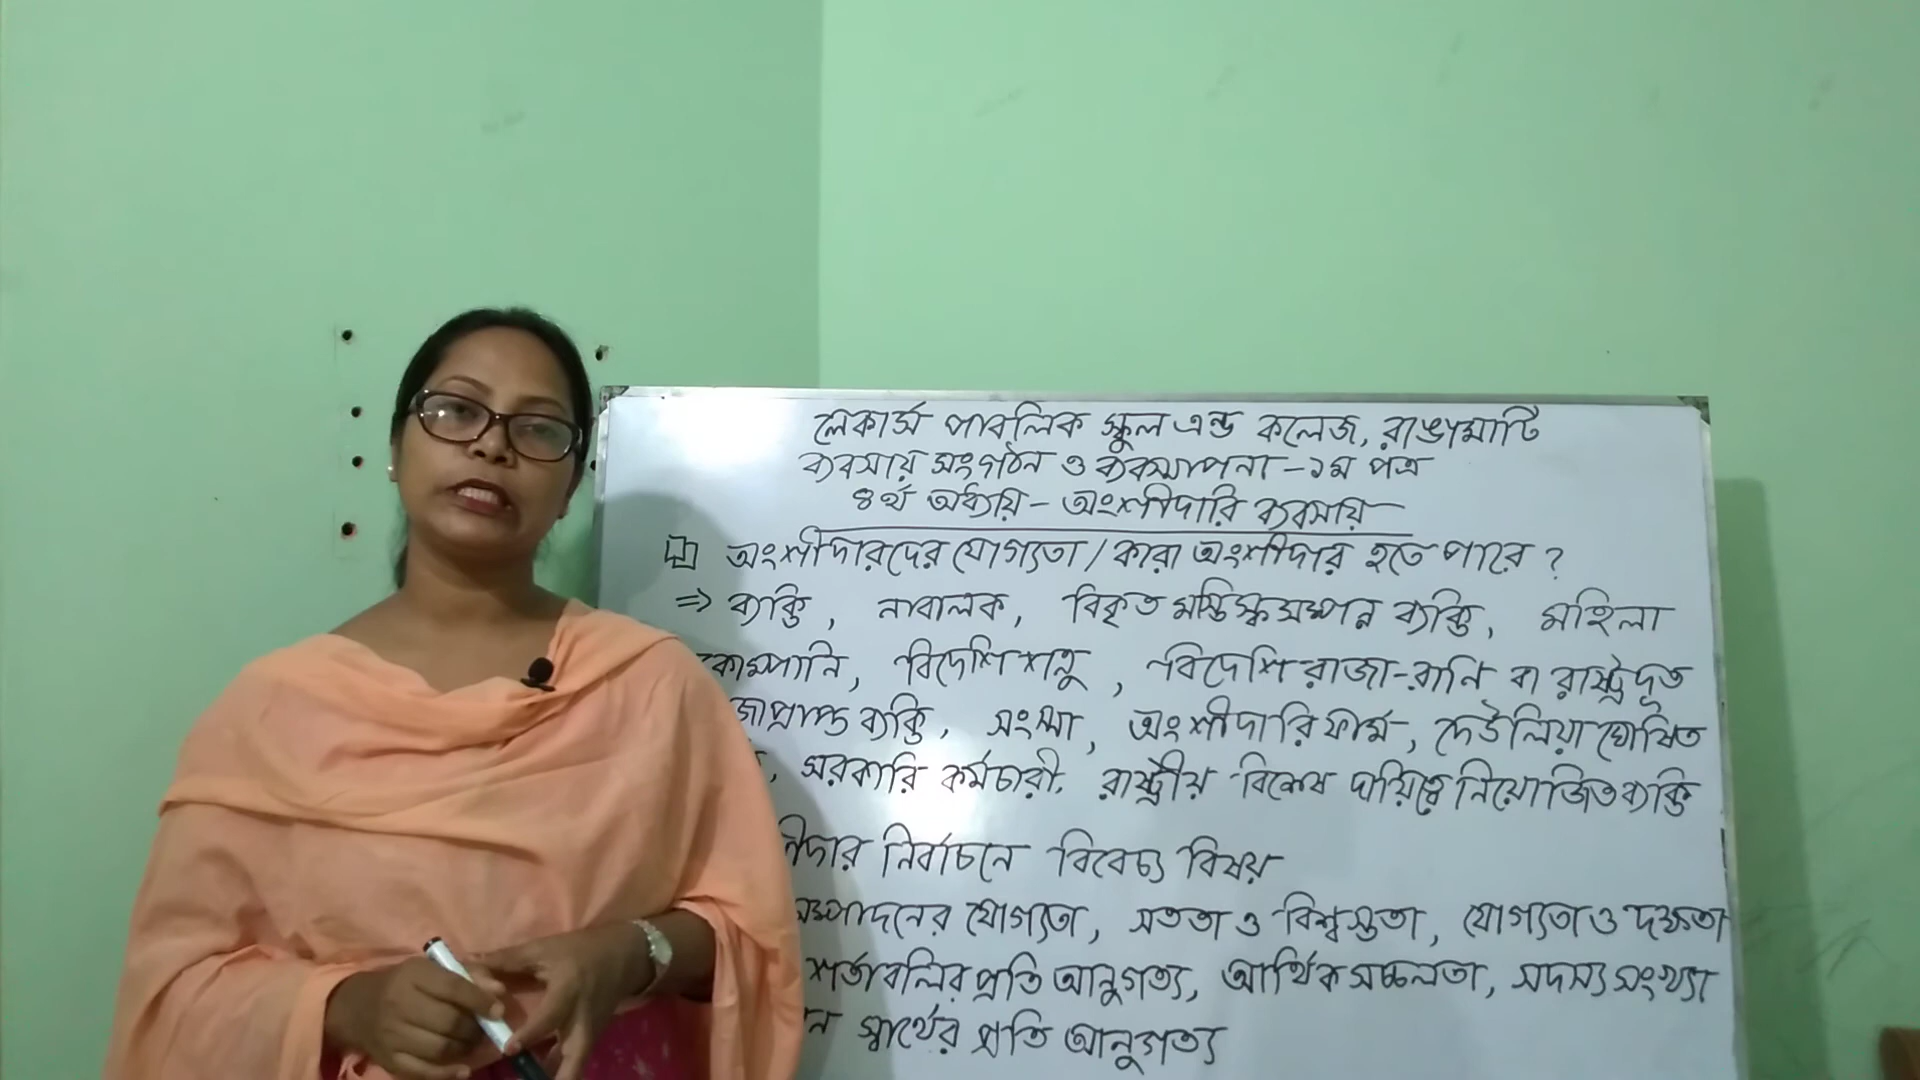 লেকার্স পাবলিক স্কুল এন্ড কলেজ, রাঙামাটি
ব্যবসায় সংগঠন ও ব্যবস্থাপনা - ১ম পত্র
৪র্থ অধ্যায় - অংশীদারি ব্যবসায়
অংশীদারদের যোগ্যতা / কারা অংশীদার হতে পারে ?
⇒ ব্যক্তি, নাবালক, বিকৃত মস্তিস্কসম্পন্ন ব্যক্তি, মহিলা
কোম্পানি, বিদেশি শত্রু, বিদেশি রাজা-রানি বা রাষ্ট্রদূত
জাপ্রাপ্ত ব্যক্তি, সংস্থা, অংশীদারি ফার্ম, দেউলিয়া ঘোষিত
, সরকারি কর্মচারী, রাষ্ট্রীয় বিশেষ দায়িত্বে নিয়োজিত ব্যক্তি
ীদার নির্বাচনে বিবেচ্য বিষয়
সম্পাদনের যোগ্যতা, সততা ও বিশ্বস্ততা, যোগ্যতা ও দক্ষতা
শর্তাবলির প্রতি আনুগত্য, আর্থিক সচ্ছলতা, সদস্য সংখ্যা
ন স্বার্থের প্রতি আনুগত্য